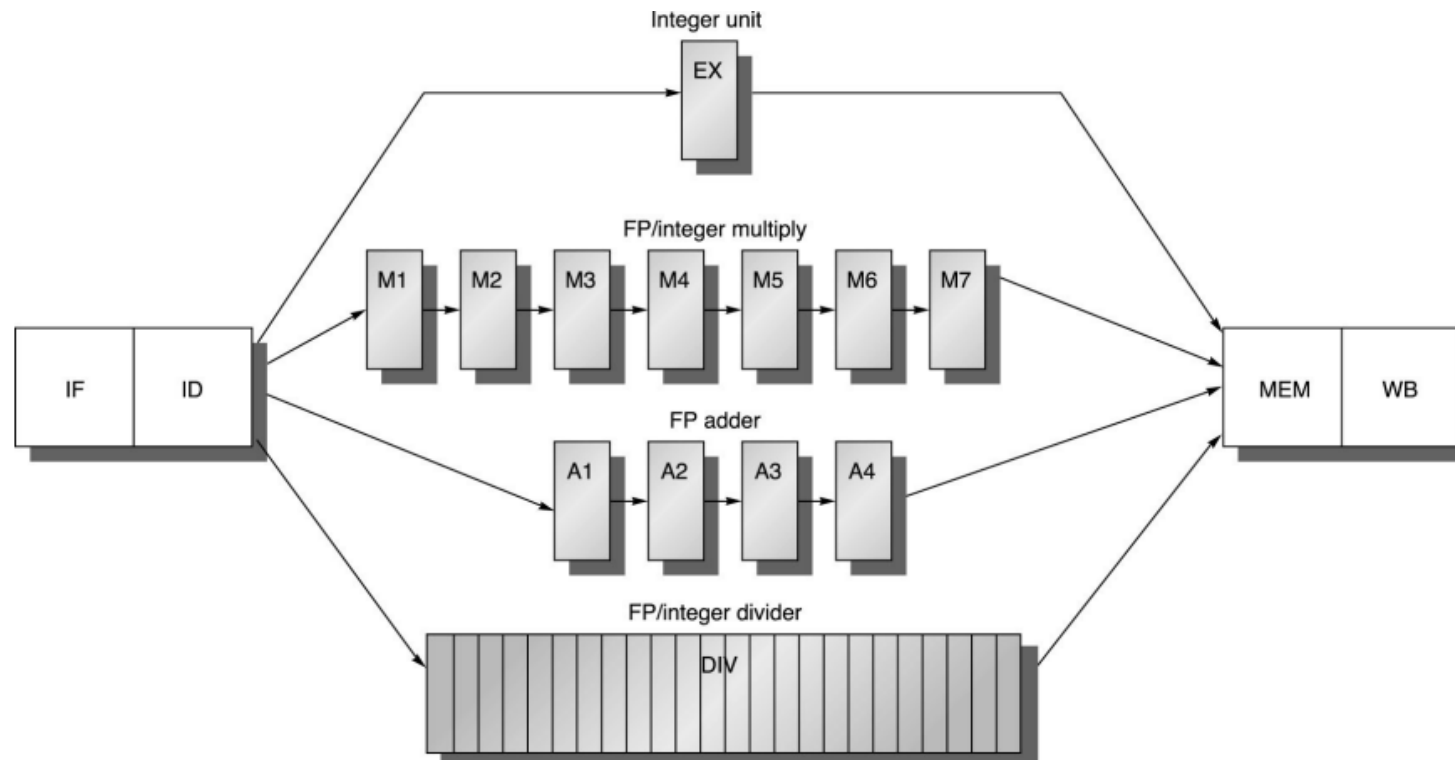 Integer unit
EX
FP/integer multiply
M1 M2 M3 M4 M5 M6 M7
IF ID
MEM WB
FP adder
A1 A2 A3 A4
FP/integer divider
DIV